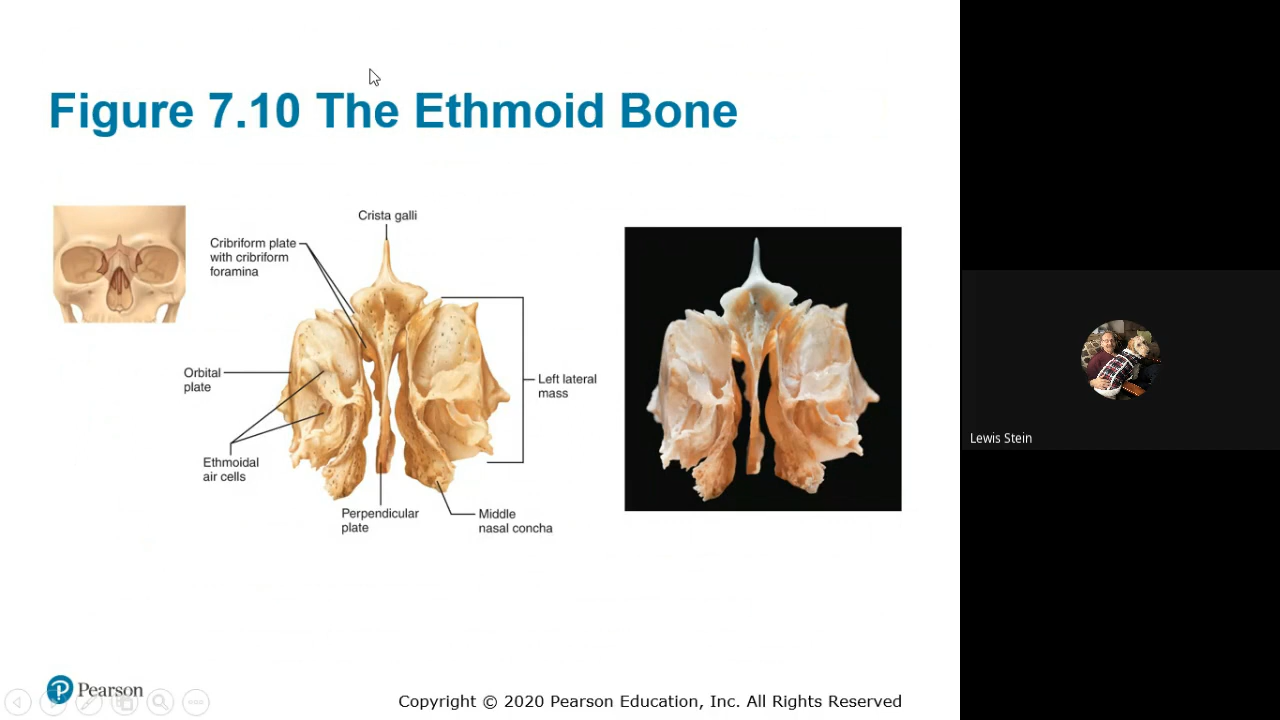 Figure 7.10 The Ethmoid Bone
Crista galli
Cribriform plate
with cribriform
foramina
Orbital
plate
Left lateral
mass
Ethmoidal
air cells
Perpendicular
plate
Middle
nasal concha
Lewis Stein
Pearson
Copyright © 2020 Pearson Education, Inc. All Rights Reserved